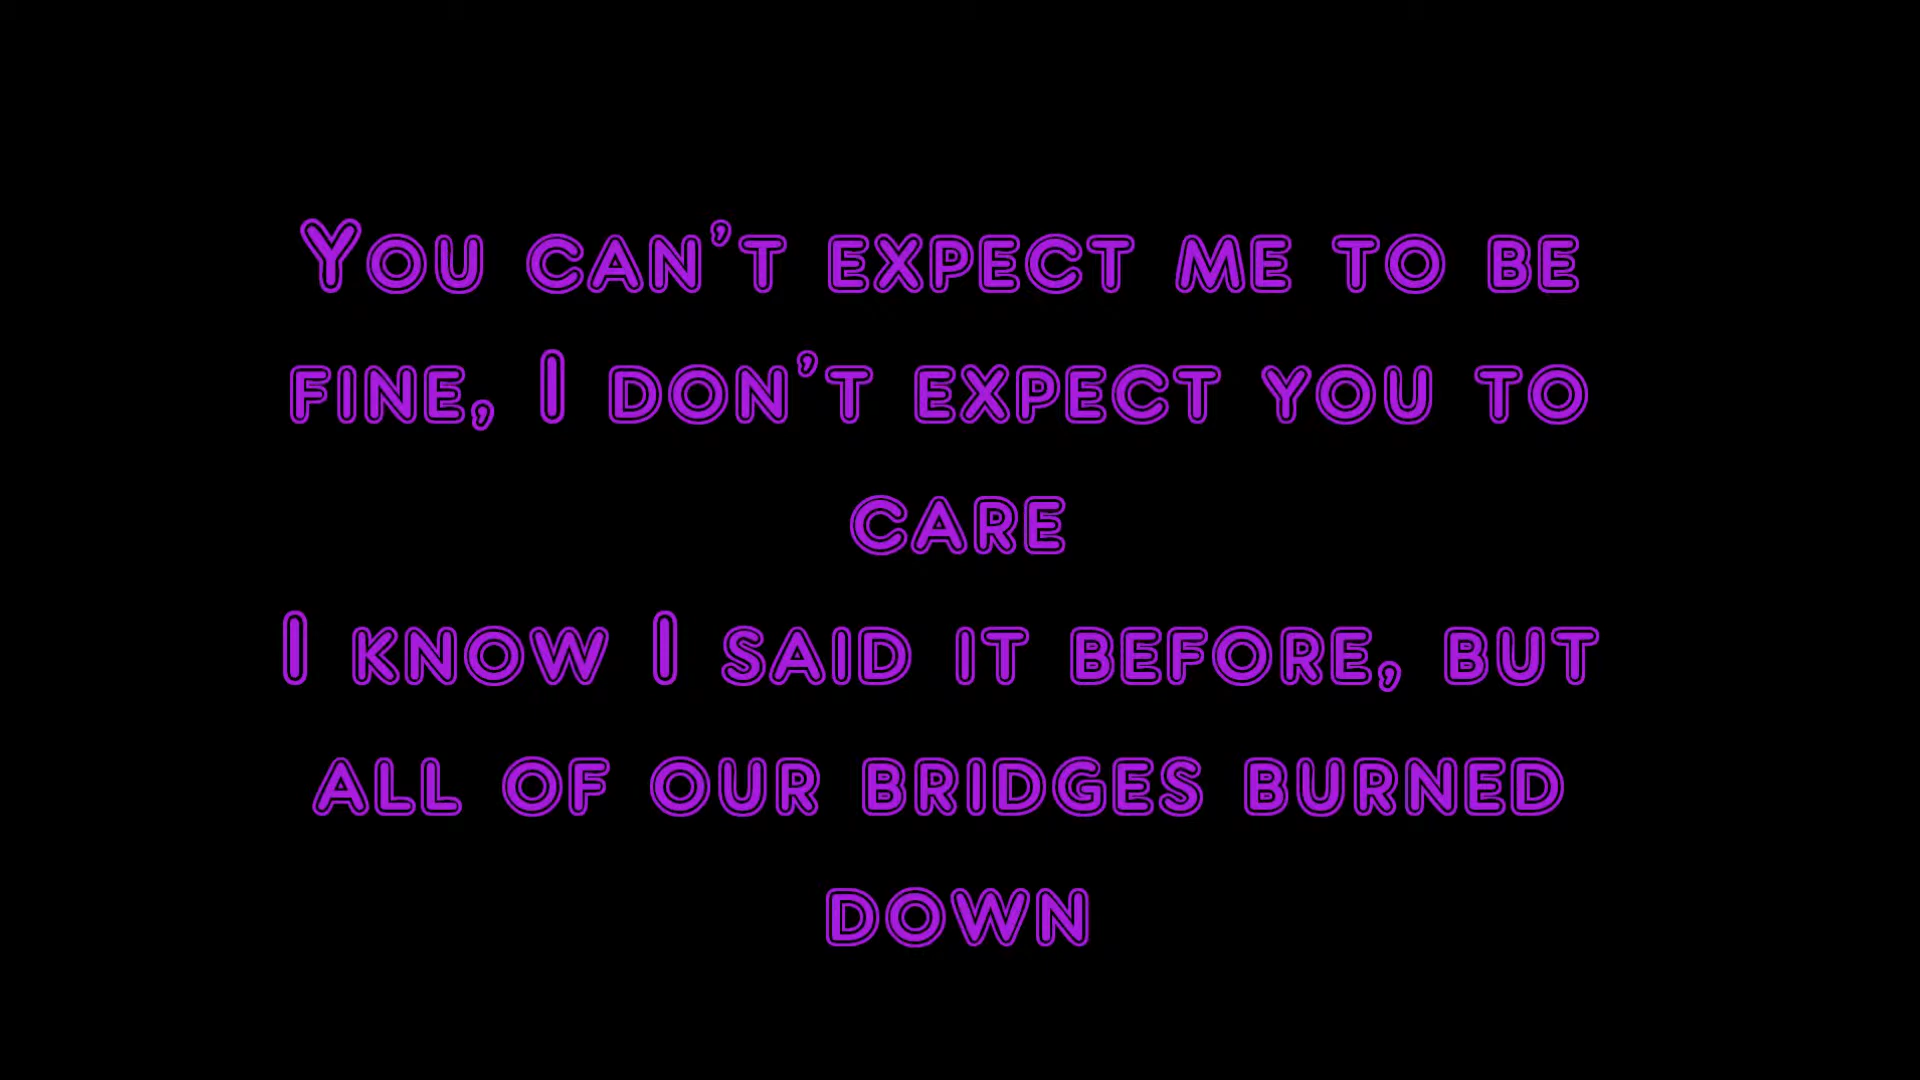 You can't expect me to be
fine, I don't expect you to
care
I know I said it before, but
all of our bridges burned
down